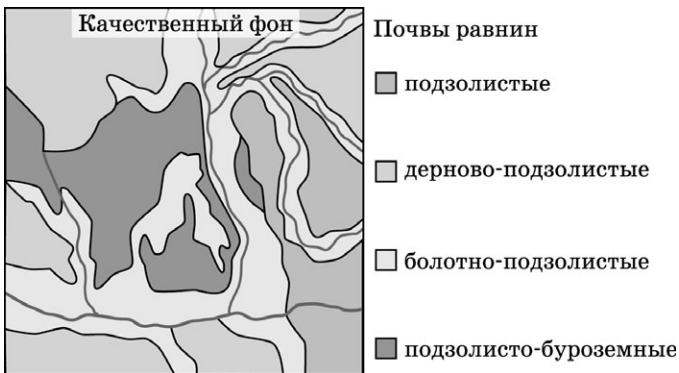 Качественный фон
Почвы равнин
подзолистые
дерново-подзолистые
болотно-подзолистые
подзолисто-буроземные